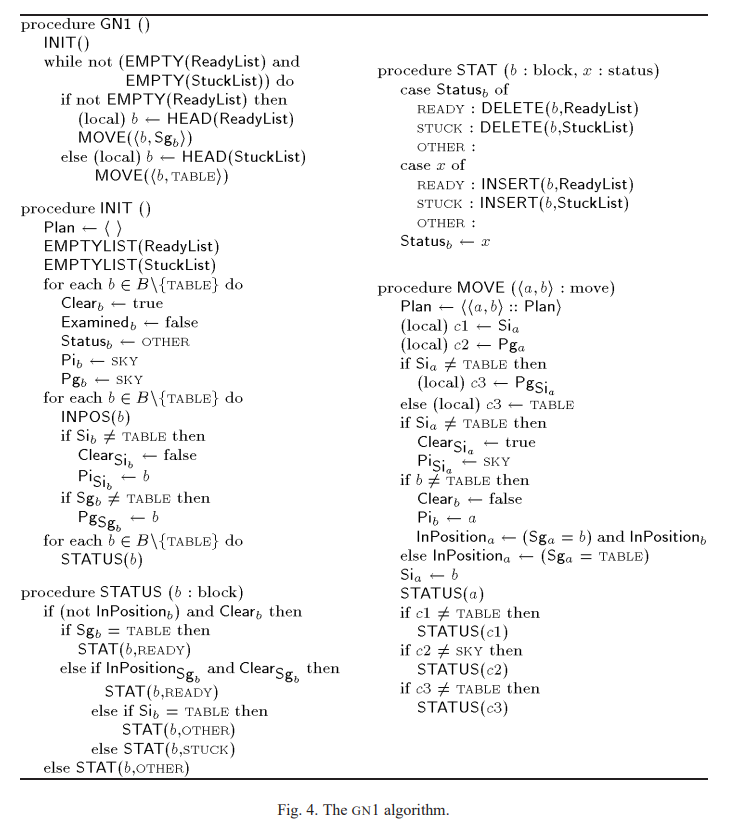 procedure GN1 ()
INIT()
while not (EMPTY(ReadyList) and
EMPTY(StuckList)) do
if not EMPTY(ReadyList) then
(local) b ← HEAD(ReadyList)
MOVE(⟨b,Sg_b⟩)
else (local) b ← HEAD(StuckList)
MOVE(⟨b,TABLE⟩)
procedure INIT ()
Plan ← ⟨ ⟩
EMPTYLIST(ReadyList)
EMPTYLIST(StuckList)
for each b ∈ B\{TABLE} do
Clear_b ← true
Examined_b ← false
Status_b ← OTHER
Pi_b ← SKY
Pg_b ← SKY
for each b ∈ B\{TABLE} do
INPOS(b)
if Si_b ≠ TABLE then
Clear_{Si_b} ← false
Pi_{Si_b} ← b
if Sg_b ≠ TABLE then
Pg_{Sg_b} ← b
for each b ∈ B\{TABLE} do
STATUS(b)
procedure STATUS (b : block)
if (not InPosition_b) and Clear_b then
if Sg_b = TABLE then
STAT(b,READY)
else if InPosition_{Sg_b} and Clear_{Sg_b} then
STAT(b,READY)
else if Si_b = TABLE then
STAT(b,OTHER)
else STAT(b,STUCK)
else STAT(b,OTHER)
procedure STAT (b : block, x : status)
case Status_b of
READY : DELETE(b,ReadyList)
STUCK : DELETE(b,StuckList)
OTHER :
case x of
READY : INSERT(b,ReadyList)
STUCK : INSERT(b,StuckList)
OTHER :
Status_b ← x
procedure MOVE (⟨a,b⟩ : move)
Plan ← ⟨⟨a,b⟩ :: Plan⟩
(local) c1 ← Si_a
(local) c2 ← Pg_a
if Si_a ≠ TABLE then
(local) c3 ← Pg_{Si_a}
else (local) c3 ← TABLE
if Si_a ≠ TABLE then
Clear_{Si_a} ← true
Pi_{Si_a} ← SKY
if b ≠ TABLE then
Clear_b ← false
Pi_b ← a
InPosition_a ← (Sg_a = b) and InPosition_b
else InPosition_a ← (Sg_a = TABLE)
Si_a ← b
STATUS(a)
if c1 ≠ TABLE then
STATUS(c1)
if c2 ≠ SKY then
STATUS(c2)
if c3 ≠ TABLE then
STATUS(c3)
Fig. 4. The GN1 algorithm.